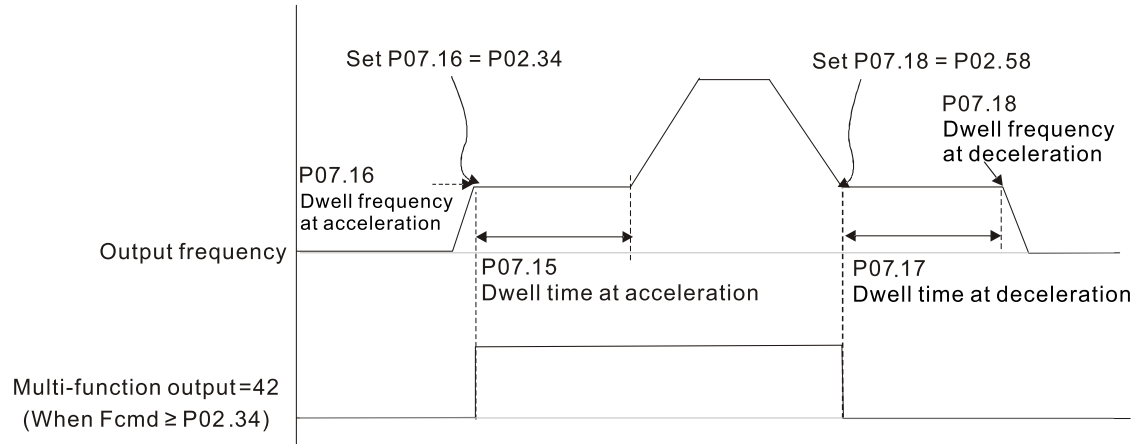 Set P07.16 = P02.34
Set P07.18 = P02.58
P07.18
Dwell frequency
at deceleration
P07.16
Dwell frequency
at acceleration
Output frequency
P07.15
Dwell time at acceleration
P07.17
Dwell time at deceleration
Multi-function output=42
(When Fcmd ≥ P02.34)